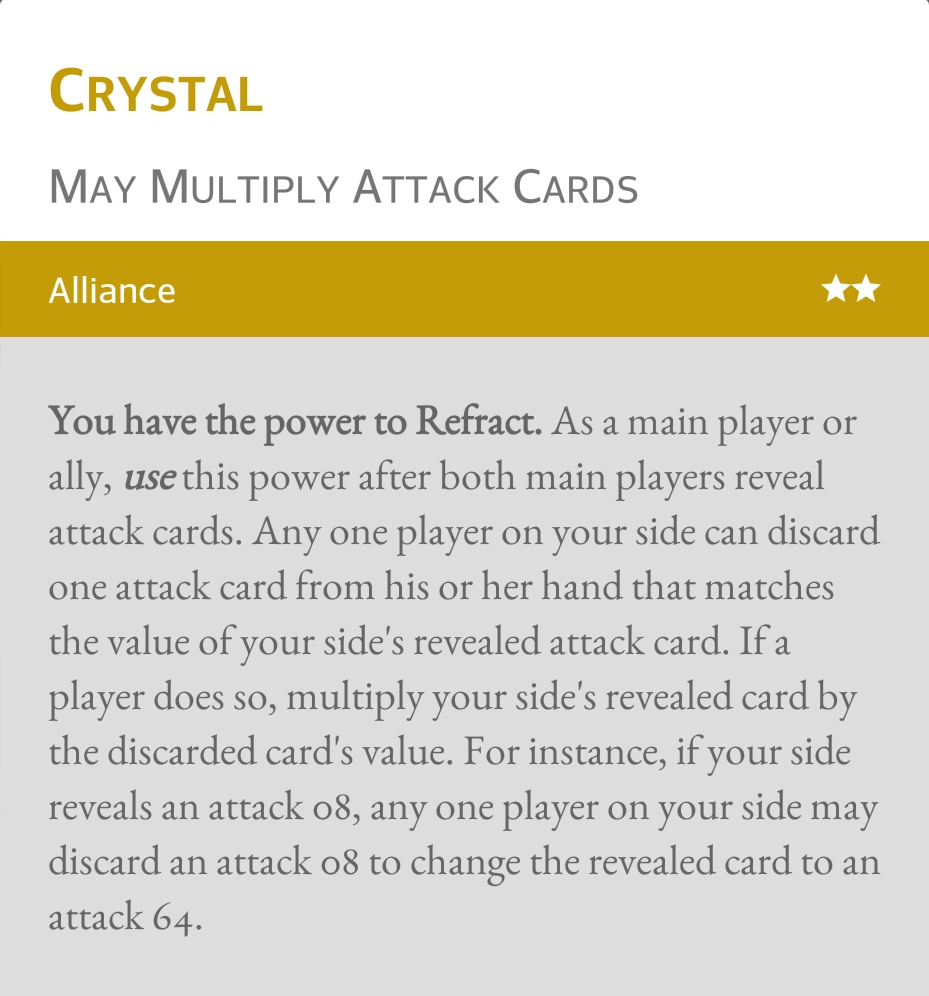 Crystal
May Multiply Attack Cards
Alliance ★★
You have the power to Refract. As a main player or
ally, use this power after both main players reveal
attack cards. Any one player on your side can discard
one attack card from his or her hand that matches
the value of your side's revealed attack card. If a
player does so, multiply your side's revealed card by
the discarded card's value. For instance, if your side
reveals an attack 08, any one player on your side may
discard an attack 08 to change the revealed card to an
attack 64.